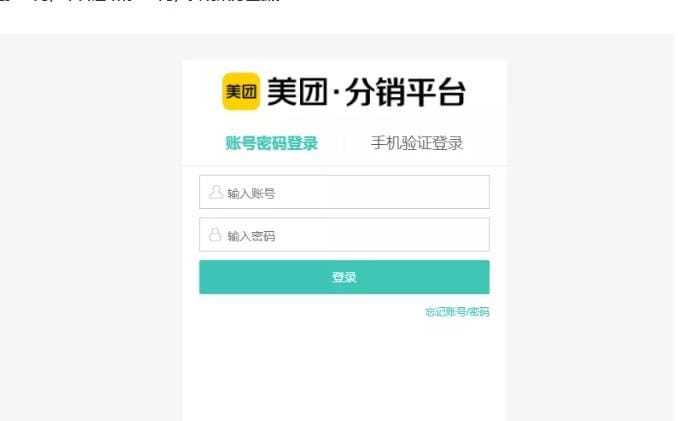 美团 美团·分销平台
账号密码登录 手机验证登录
输入账号
输入密码
登录
忘记账号/密码